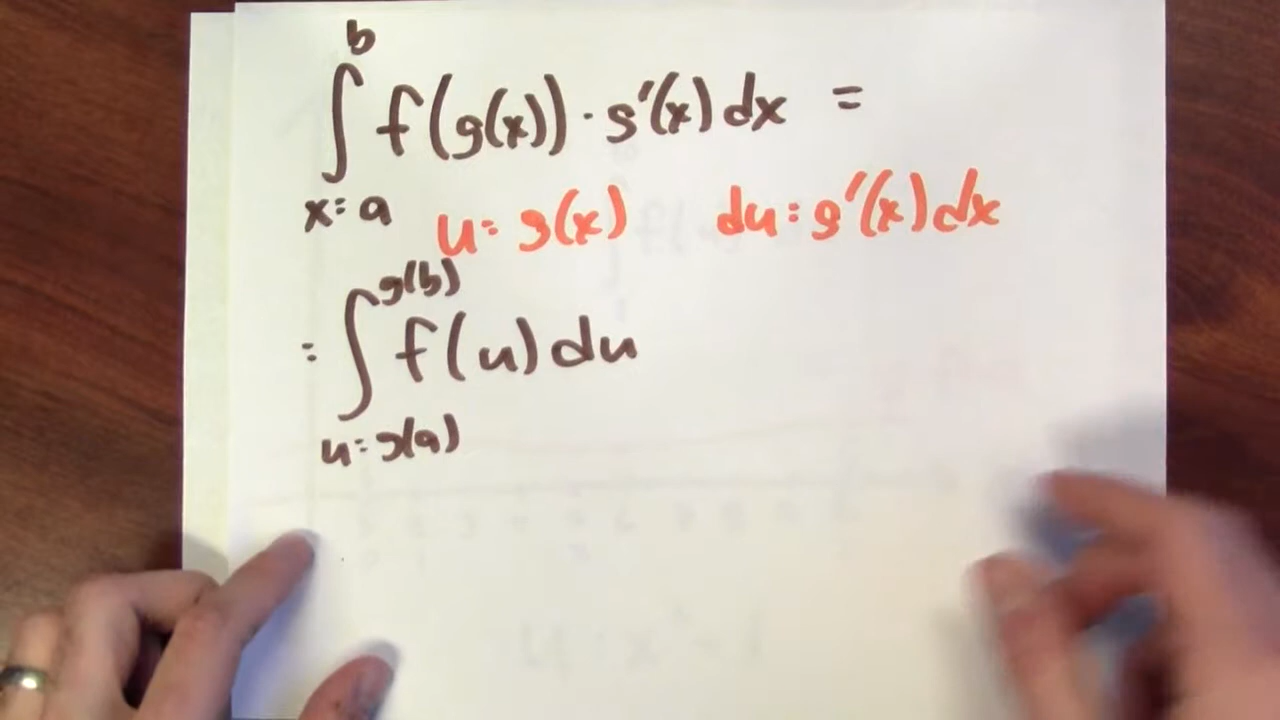 ∫_{x=a}^{b} f(g(x)) · g'(x) dx =
u = g(x)    du = g'(x) dx
= ∫_{u=g(a)}^{g(b)} f(u) du